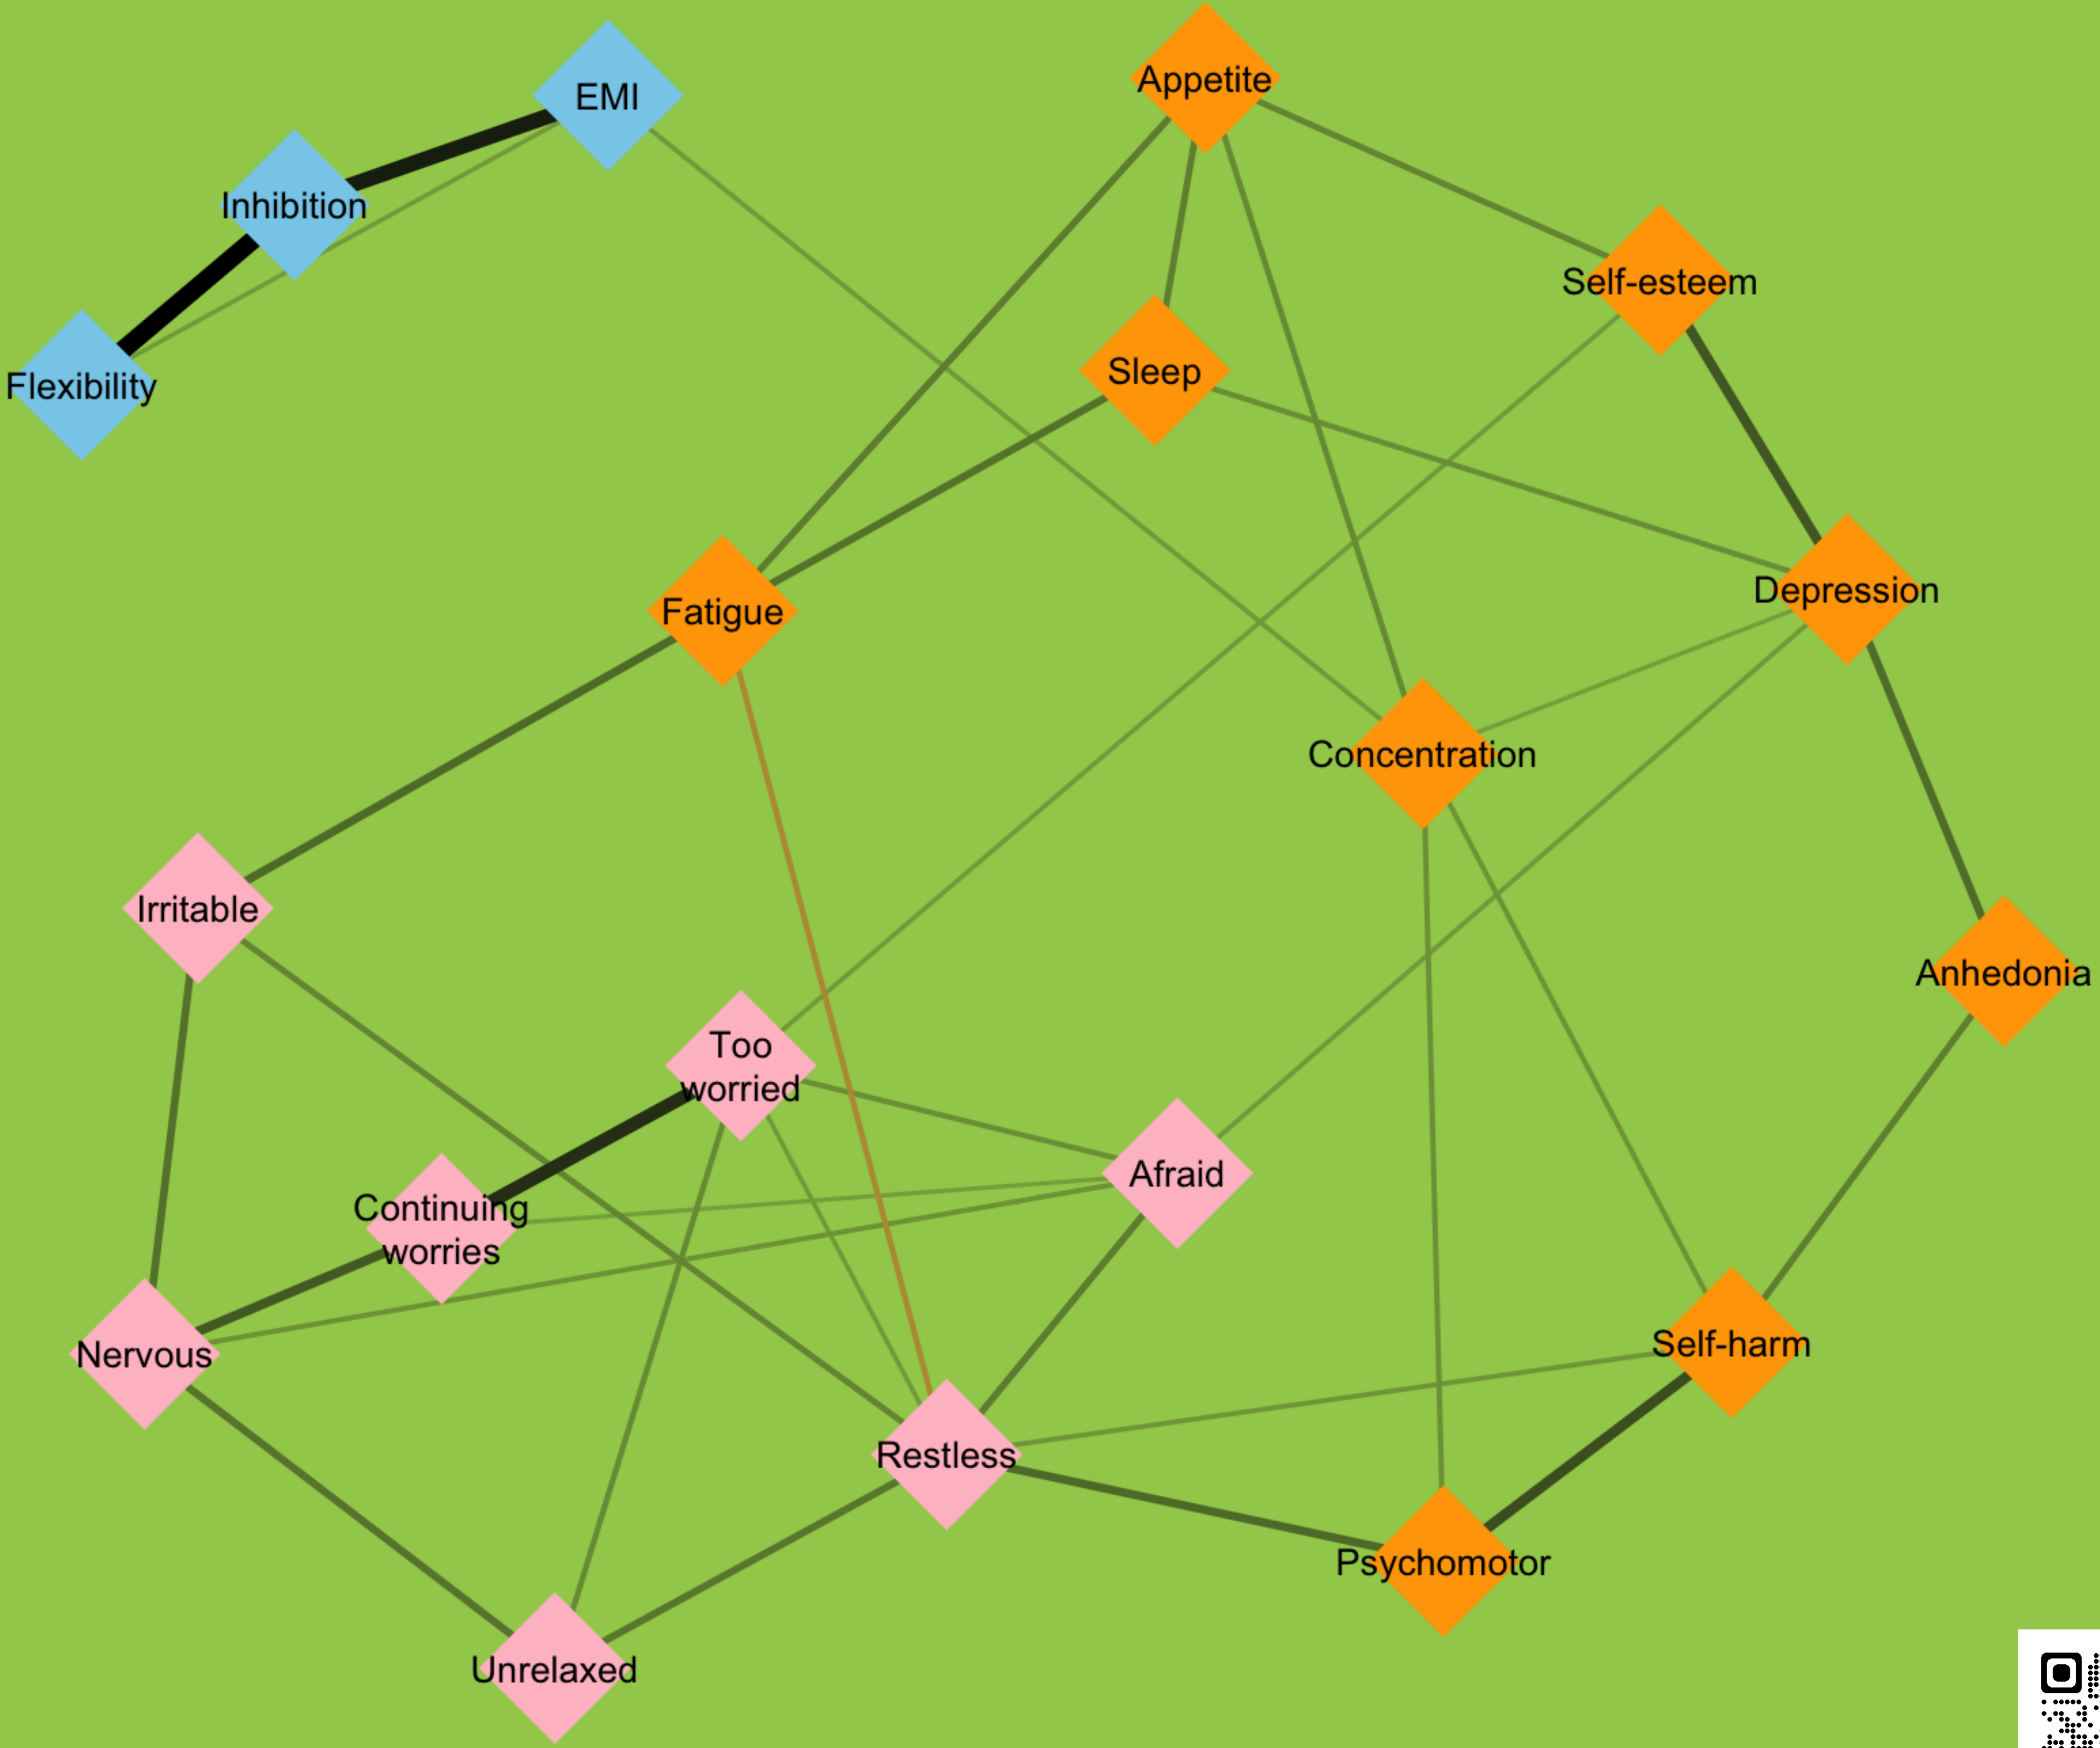 Appetite
EMI
Inhibition
Self-esteem
Sleep
Flexibility
Depression
Fatigue
Concentration
Irritable
Anhedonia
Too
worried
Afraid
Continuing
worries
Self-harm
Nervous
Restless
Psychomotor
Unrelaxed